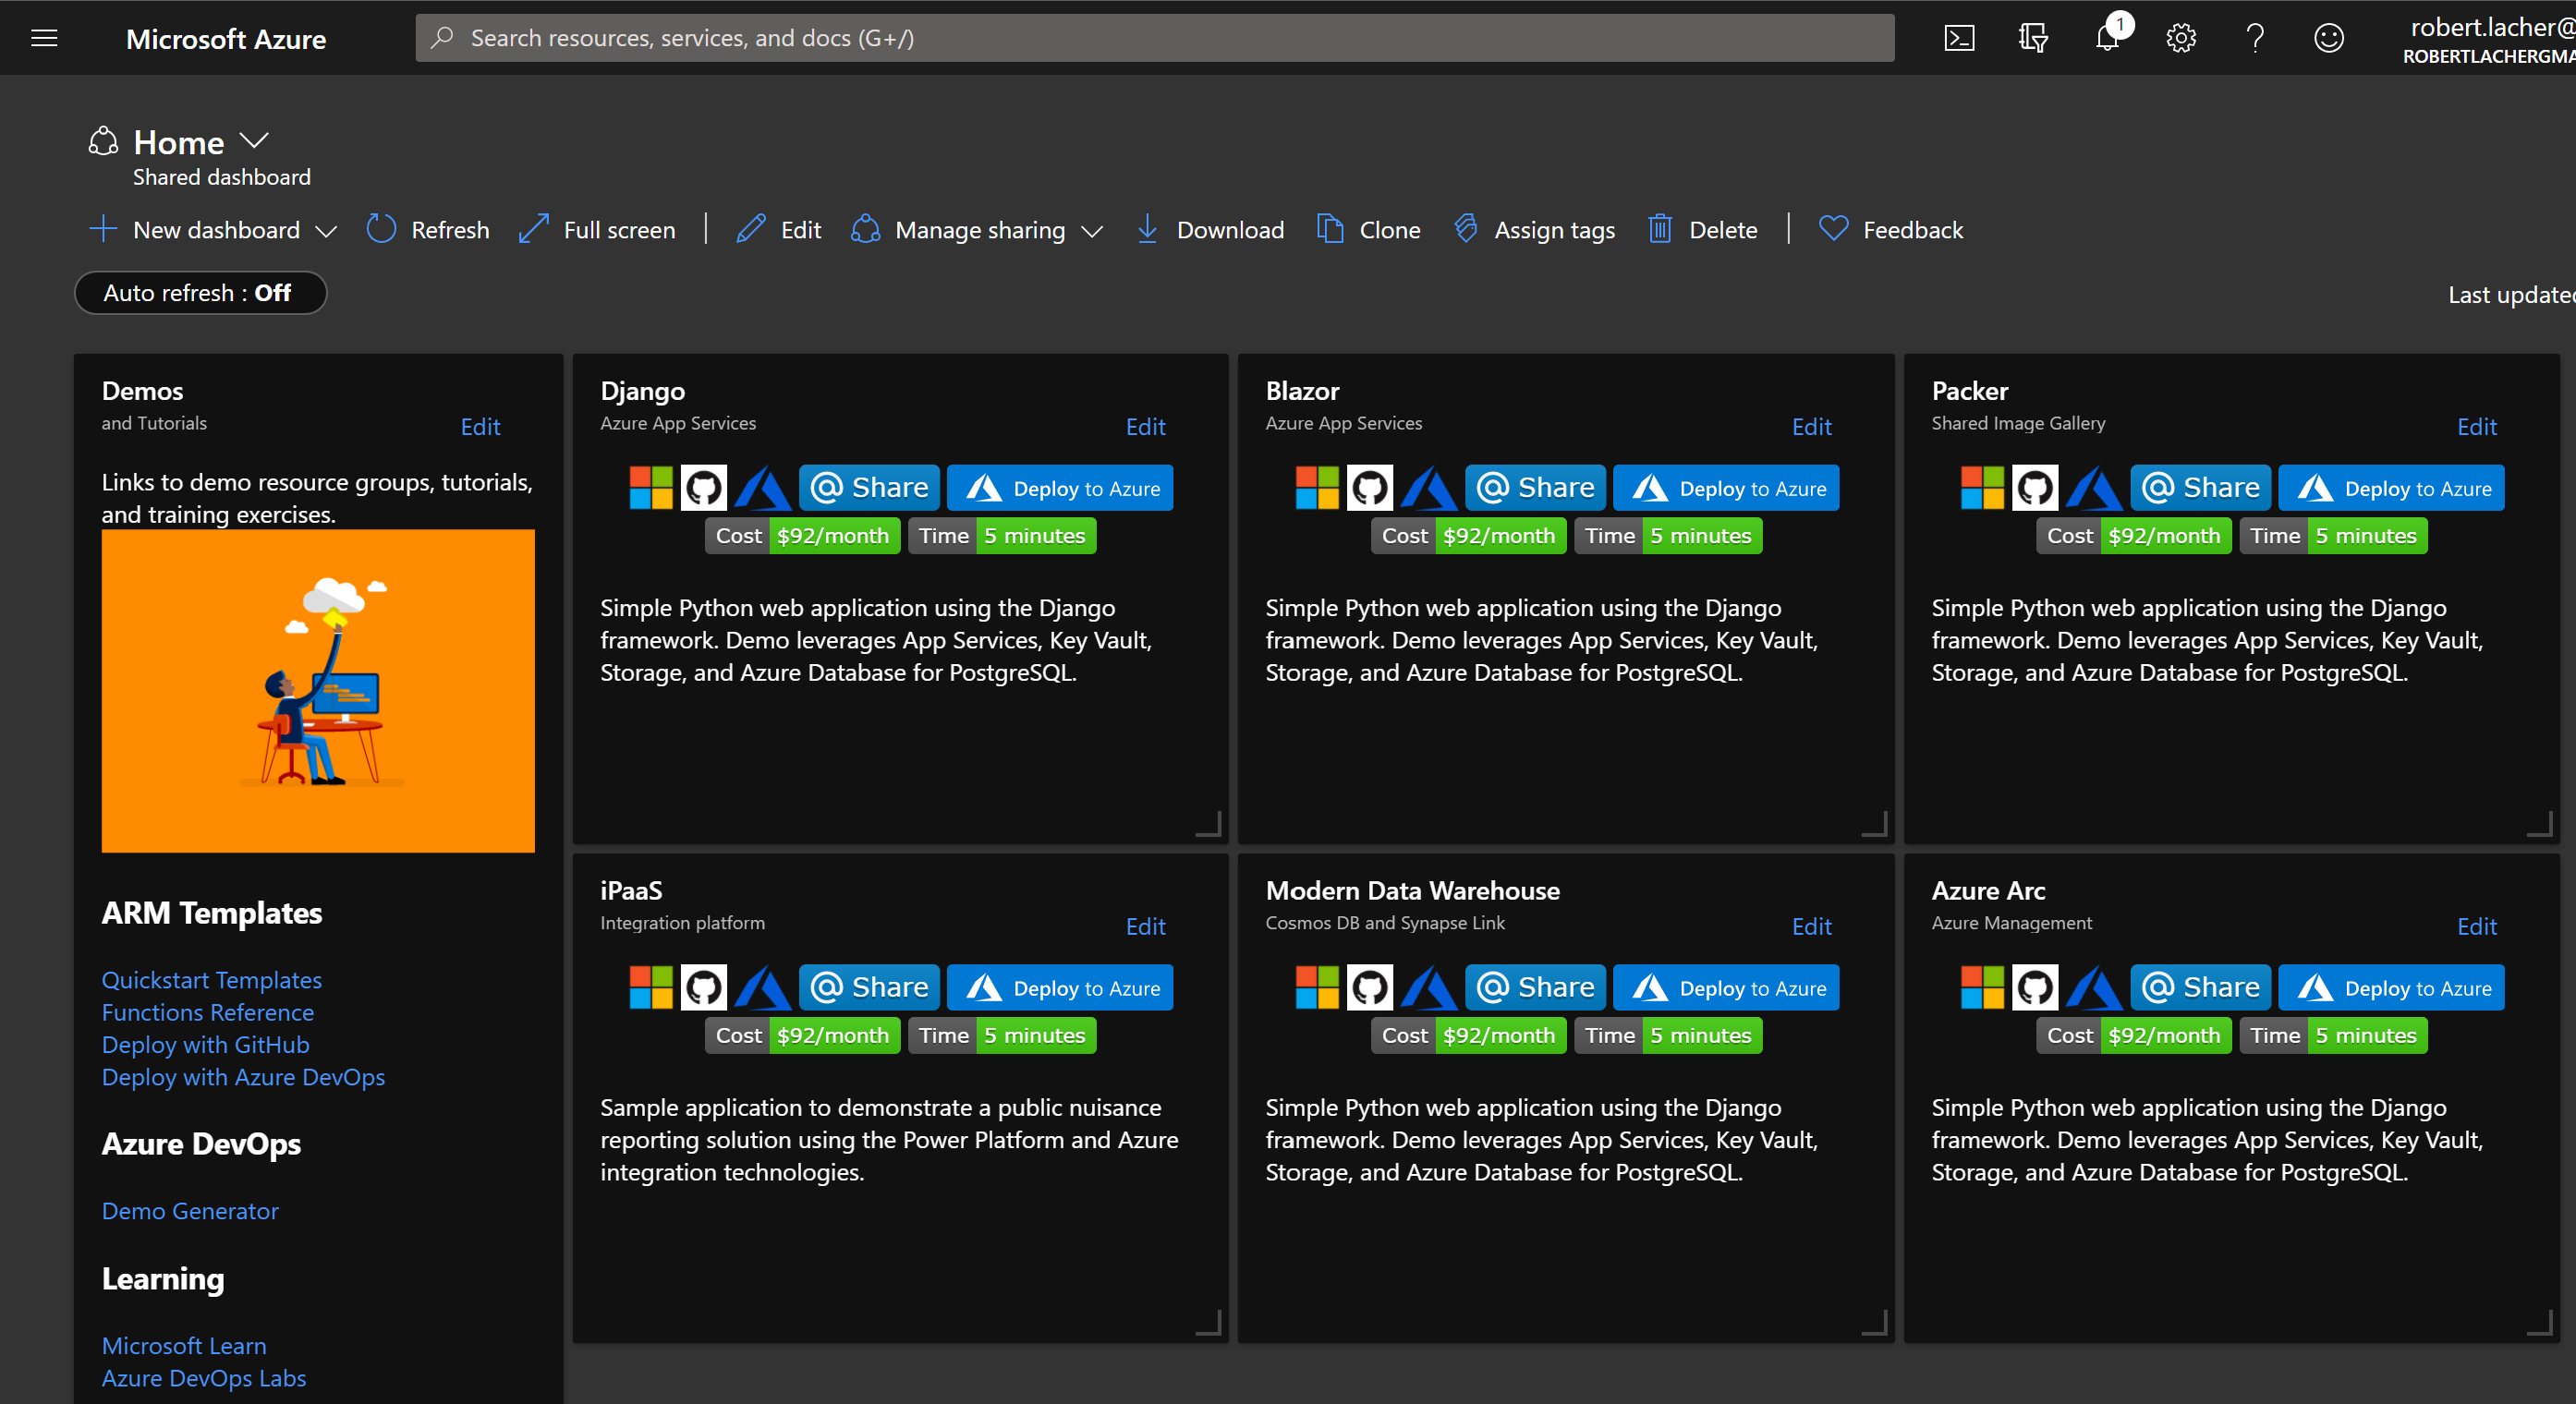 Microsoft Azure
Search resources, services, and docs (G+/)
1
robert.lacher@
ROBERTLACHERGMA
Home
Shared dashboard
New dashboard Refresh Full screen Edit Manage sharing Download Clone Assign tags Delete Feedback
Auto refresh : Off
Last updated
Demos
and Tutorials
Edit
Links to demo resource groups, tutorials,
and training exercises.
ARM Templates
Quickstart Templates
Functions Reference
Deploy with GitHub
Deploy with Azure DevOps
Azure DevOps
Demo Generator
Learning
Microsoft Learn
Azure DevOps Labs
Django
Azure App Services
Edit
@ Share Deploy to Azure
Cost $92/month Time 5 minutes
Simple Python web application using the Django
framework. Demo leverages App Services, Key Vault,
Storage, and Azure Database for PostgreSQL.
Blazor
Azure App Services
Edit
@ Share Deploy to Azure
Cost $92/month Time 5 minutes
Simple Python web application using the Django
framework. Demo leverages App Services, Key Vault,
Storage, and Azure Database for PostgreSQL.
Packer
Shared Image Gallery
Edit
@ Share Deploy to Azure
Cost $92/month Time 5 minutes
Simple Python web application using the Django
framework. Demo leverages App Services, Key Vault,
Storage, and Azure Database for PostgreSQL.
iPaaS
Integration platform
Edit
@ Share Deploy to Azure
Cost $92/month Time 5 minutes
Sample application to demonstrate a public nuisance
reporting solution using the Power Platform and Azure
integration technologies.
Modern Data Warehouse
Cosmos DB and Synapse Link
Edit
@ Share Deploy to Azure
Cost $92/month Time 5 minutes
Simple Python web application using the Django
framework. Demo leverages App Services, Key Vault,
Storage, and Azure Database for PostgreSQL.
Azure Arc
Azure Management
Edit
@ Share Deploy to Azure
Cost $92/month Time 5 minutes
Simple Python web application using the Django
framework. Demo leverages App Services, Key Vault,
Storage, and Azure Database for PostgreSQL.